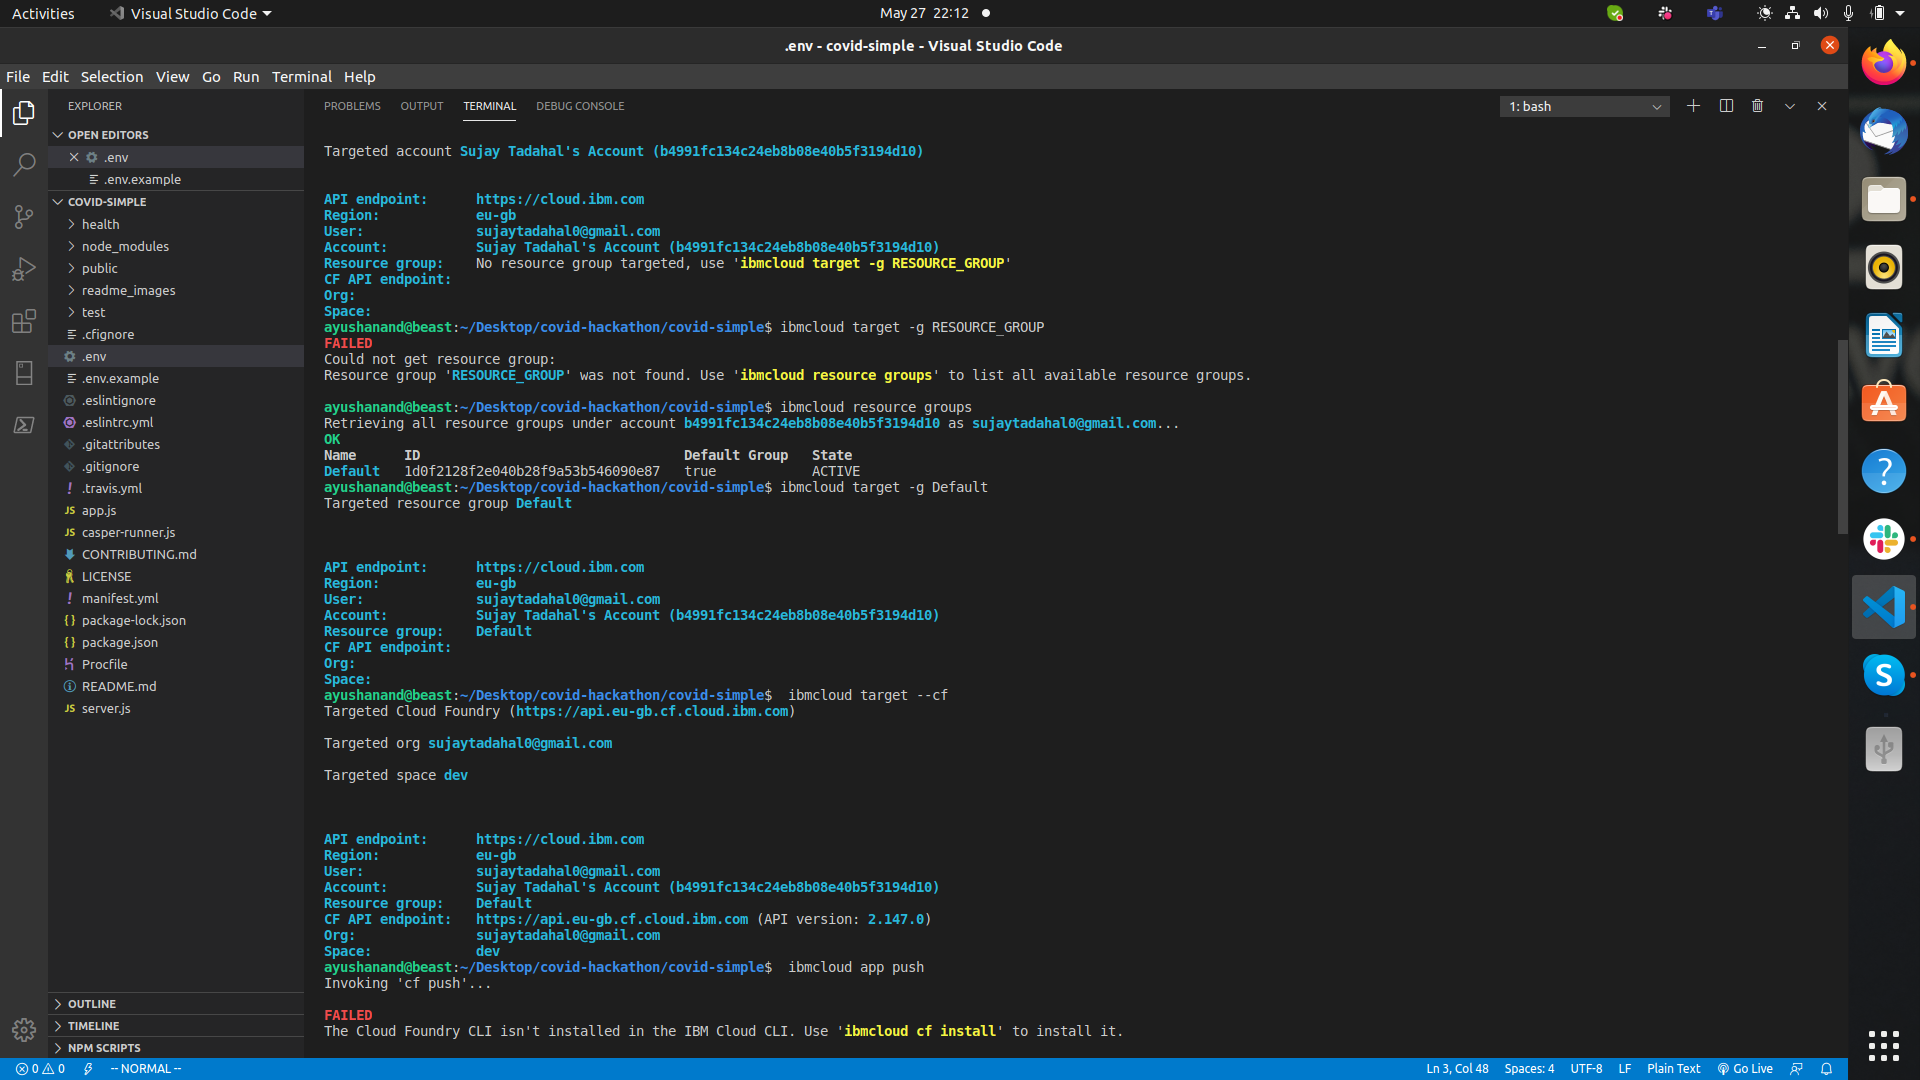 Activities
Visual Studio Code
May 27 22:12
.env - covid-simple - Visual Studio Code
File Edit Selection View Go Run Terminal Help
EXPLORER
OPEN EDITORS
.env
.env.example
COVID-SIMPLE
health
node_modules
public
readme_images
test
.cfignore
.env
.env.example
.eslintignore
.eslintrc.yml
.gitattributes
.gitignore
.travis.yml
JS app.js
JS casper-runner.js
CONTRIBUTING.md
LICENSE
manifest.yml
package-lock.json
package.json
Procfile
README.md
JS server.js
OUTLINE
TIMELINE
NPM SCRIPTS
PROBLEMS OUTPUT TERMINAL DEBUG CONSOLE
1: bash
Targeted account Sujay Tadahal's Account (b4991fc134c24eb8b08e40b5f3194d10)
API endpoint: https://cloud.ibm.com
Region: eu-gb
User: sujaytadahal0@gmail.com
Account: Sujay Tadahal's Account (b4991fc134c24eb8b08e40b5f3194d10)
Resource group: No resource group targeted, use 'ibmcloud target -g RESOURCE_GROUP'
CF API endpoint:
Org:
Space:
ayushanand@beast:~/Desktop/covid-hackathon/covid-simple$ ibmcloud target -g RESOURCE_GROUP
FAILED
Could not get resource group:
Resource group 'RESOURCE_GROUP' was not found. Use 'ibmcloud resource groups' to list all available resource groups.
ayushanand@beast:~/Desktop/covid-hackathon/covid-simple$ ibmcloud resource groups
Retrieving all resource groups under account b4991fc134c24eb8b08e40b5f3194d10 as sujaytadahal0@gmail.com...
OK
Name ID Default Group State
Default 1d0f2128f2e040b28f9a53b546090e87 true ACTIVE
ayushanand@beast:~/Desktop/covid-hackathon/covid-simple$ ibmcloud target -g Default
Targeted resource group Default
API endpoint: https://cloud.ibm.com
Region: eu-gb
User: sujaytadahal0@gmail.com
Account: Sujay Tadahal's Account (b4991fc134c24eb8b08e40b5f3194d10)
Resource group: Default
CF API endpoint:
Org:
Space:
ayushanand@beast:~/Desktop/covid-hackathon/covid-simple$ ibmcloud target --cf
Targeted Cloud Foundry (https://api.eu-gb.cf.cloud.ibm.com)
Targeted org sujaytadahal0@gmail.com
Targeted space dev
API endpoint: https://cloud.ibm.com
Region: eu-gb
User: sujaytadahal0@gmail.com
Account: Sujay Tadahal's Account (b4991fc134c24eb8b08e40b5f3194d10)
Resource group: Default
CF API endpoint: https://api.eu-gb.cf.cloud.ibm.com (API version: 2.147.0)
Org: sujaytadahal0@gmail.com
Space: dev
ayushanand@beast:~/Desktop/covid-hackathon/covid-simple$ ibmcloud app push
Invoking 'cf push'...
FAILED
The Cloud Foundry CLI isn't installed in the IBM Cloud CLI. Use 'ibmcloud cf install' to install it.
0 0 -- NORMAL --
Ln 3, Col 48 Spaces: 4 UTF-8 LF Plain Text Go Live